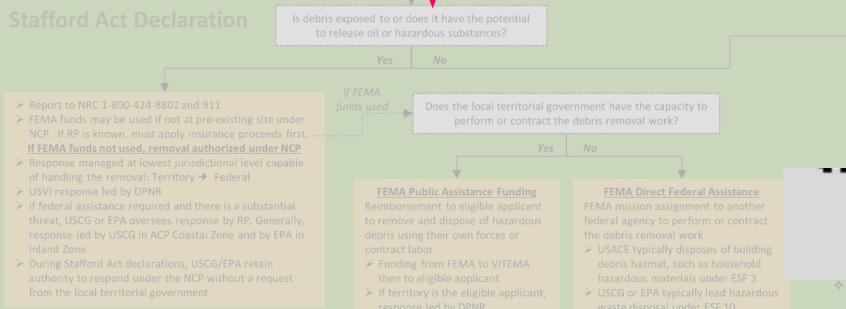 Stafford Act Declaration
Is debris exposed to or does it have the potential
to release oil or hazardous substances?
Yes No
➢ Report to NRC 1-800-424-8802 and 911
➢ FEMA funds may be used if not at pre-existing site under
NCP. If RP is known, must apply insurance proceeds first.
If FEMA funds not used, removal authorized under NCP
➢ Response managed at lowest jurisdictional level capable
of handling the removal: Territory ➔ Federal
➢ USVI response led by DPNR
➢ If federal assistance required and there is a substantial
threat, USCG or EPA oversees response by RP. Generally,
response led by USCG in ACP Coastal Zone and by EPA in
Inland Zone.
➢ During Stafford Act declarations, USCG/EPA retain
authority to respond under the NCP without a request
from the local territorial government
If FEMA
funds used
Does the local territorial government have the capacity to
perform or contract the debris removal work?
Yes No
FEMA Public Assistance Funding
Reimbursement to eligible applicant
to remove and dispose of hazardous
debris using their own forces or
contract labor
➢ Funding from FEMA to VITEMA
then to eligible applicant
➢ If territory is the eligible applicant,
response led by DPNR
FEMA Direct Federal Assistance
FEMA mission assignment to another
federal agency to perform or contract
the debris removal work
➢ USACE typically disposes of building
debris hazmat, such as household
hazardous materials under ESF 3
➢ USCG or EPA typically lead hazardous
waste disposal under ESF 10